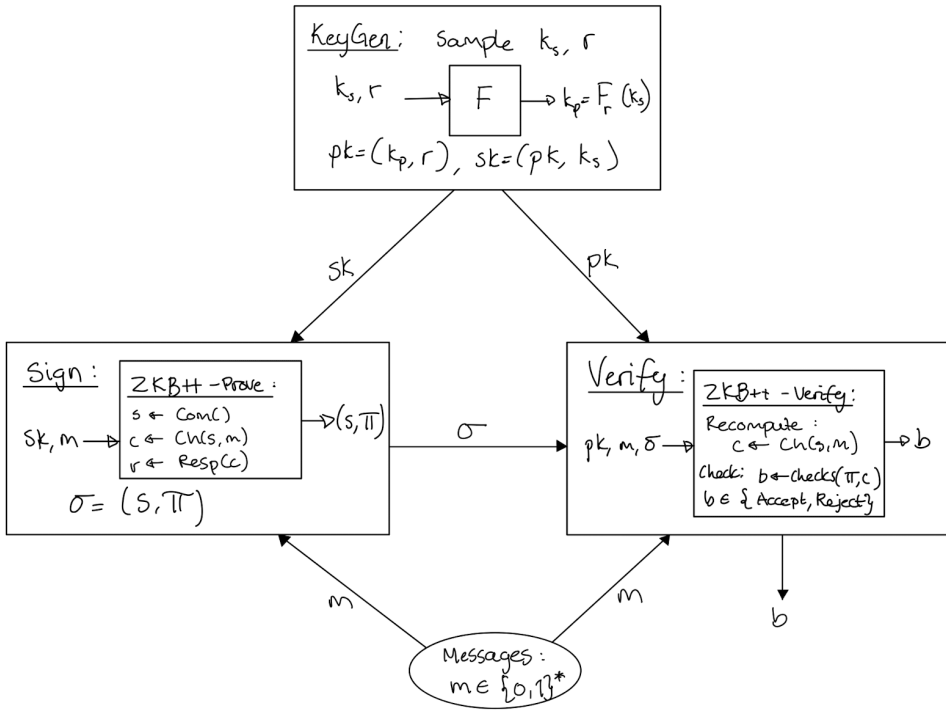 KeyGen: Sample kₛ, r
kₛ, r
F
kₚ = Fᵣ(kₛ)
pk=(kₚ, r), sk=(pk, kₛ)
sk
pk
Sign:
ZKB++-Prove:
s ← Com()
c ← Ch(s,m)
r ← Resp(c)
sk, m
(s, π)
σ = (s, π)
σ
Verify:
ZKB++-Verify:
Recompute:
c ← Ch(s,m)
Check: b ← Checks(π,c)
b ∈ {Accept, Reject}
pk, m, σ
b
m
m
b
Messages:
m ∈ {0,1}*